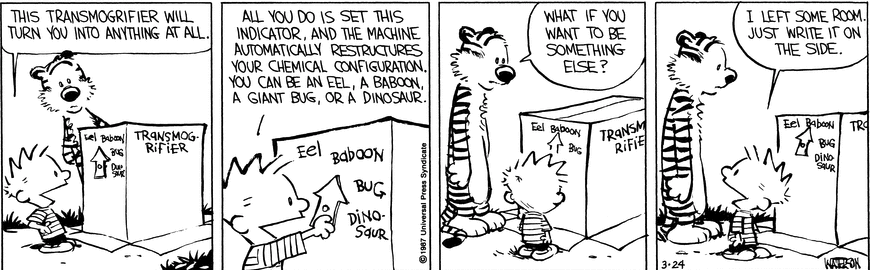 THIS TRANSMOGRIFIER WILL
TURN YOU INTO ANYTHING AT ALL.
Eel BABOON
BUG
DINO-
SAUR
TRANSMOG-
RIFIER
ALL YOU DO IS SET THIS
INDICATOR, AND THE MACHINE
AUTOMATICALLY RESTRUCTURES
YOUR CHEMICAL CONFIGURATION.
YOU CAN BE AN EEL, A BABOON,
A GIANT BUG, OR A DINOSAUR.
Eel BABOON
BUG
DINO-
SAUR
©1987 Universal Press Syndicate
WHAT IF YOU
WANT TO BE
SOMETHING
ELSE?
Eel BABOON
BUG
TRANSM
RIFIE
I LEFT SOME ROOM.
JUST WRITE IT ON
THE SIDE.
Eel BABOON
BUG
DINO-
SAUR
TR
3·24
WATTERSON